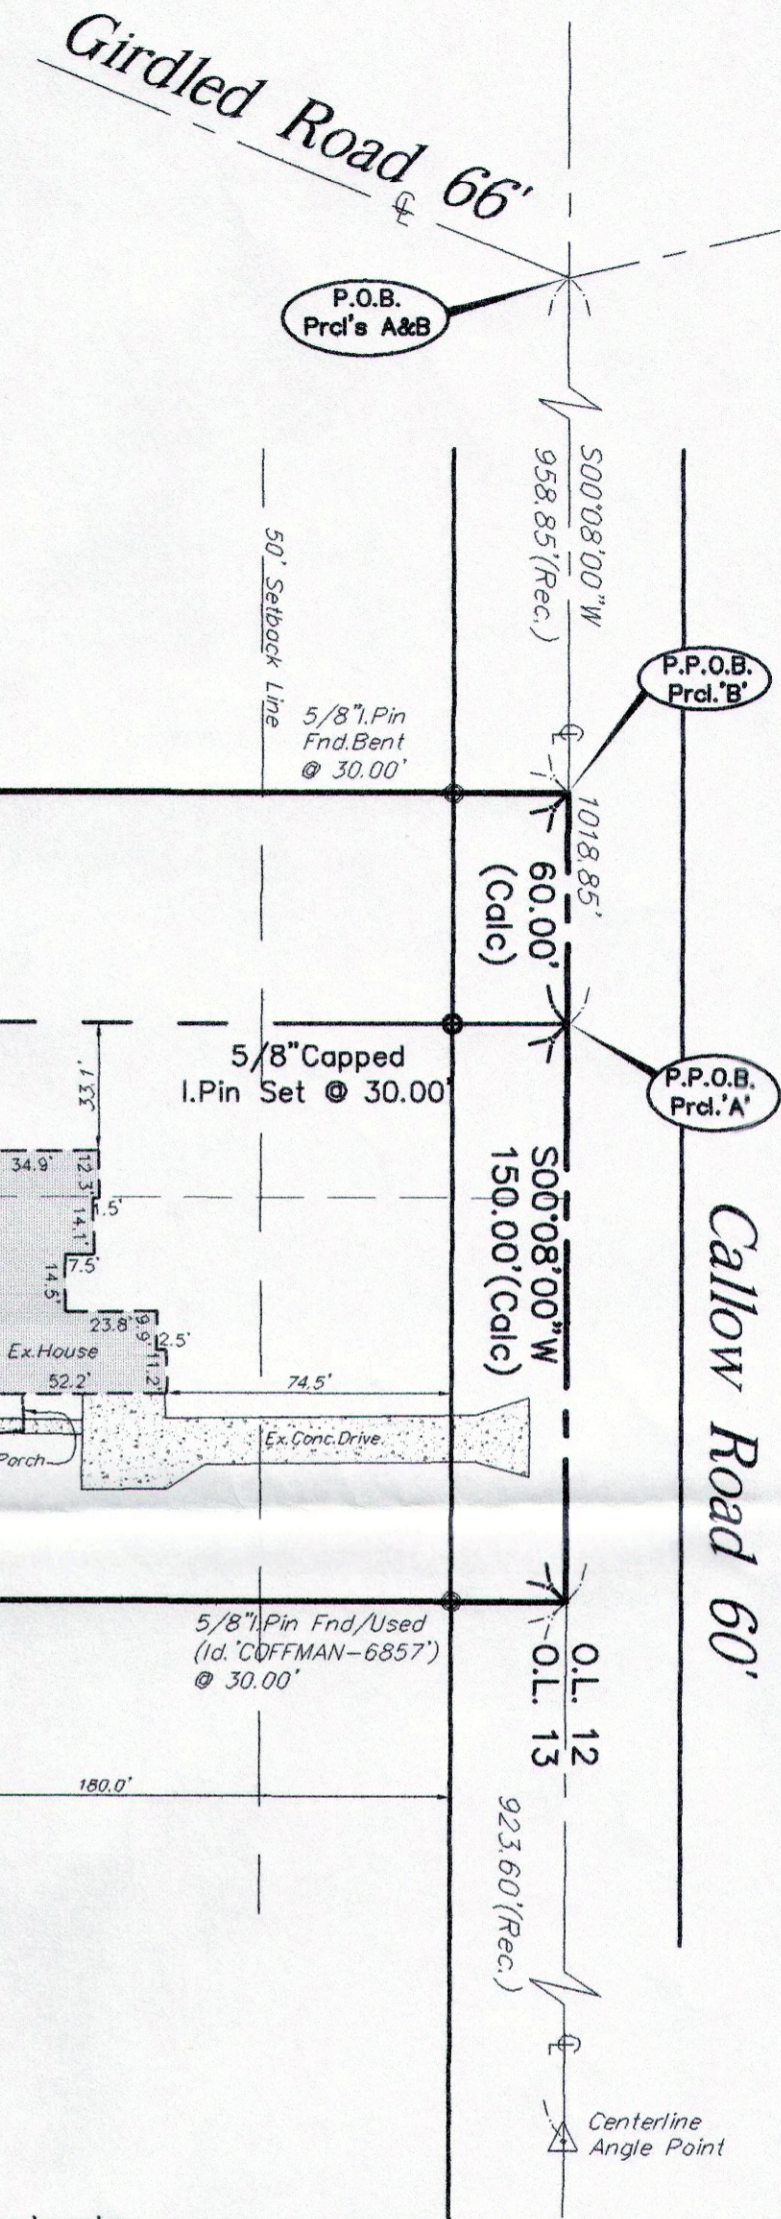 Girdled Road 66'
℄
P.O.B.
Prcl's A&B
S00°08'00"W
958.85'(Rec.)
50' Setback Line
5/8"I.Pin
Fnd.Bent
@ 30.00'
P.P.O.B.
Prcl.'B'
℄
1018.85'
60.00'
(Calc)
5/8"Capped
I.Pin Set @ 30.00'
P.P.O.B.
Prcl.'A'
33.1'
34.9'
12.3'
1.5'
14.1'
7.5'
14.5'
S00°08'00"W
150.00'(Calc)
Callow Road 60'
23.8'
9.9'
2.5'
11.2'
Ex.House
52.2'
74.5'
Ex.Conc.Drive.
Porch
5/8"I.Pin Fnd/Used
(Id.'COFFMAN-6857')
@ 30.00'
O.L. 12
O.L. 13
180.0'
923.60'(Rec.)
℄
Centerline
Angle Point